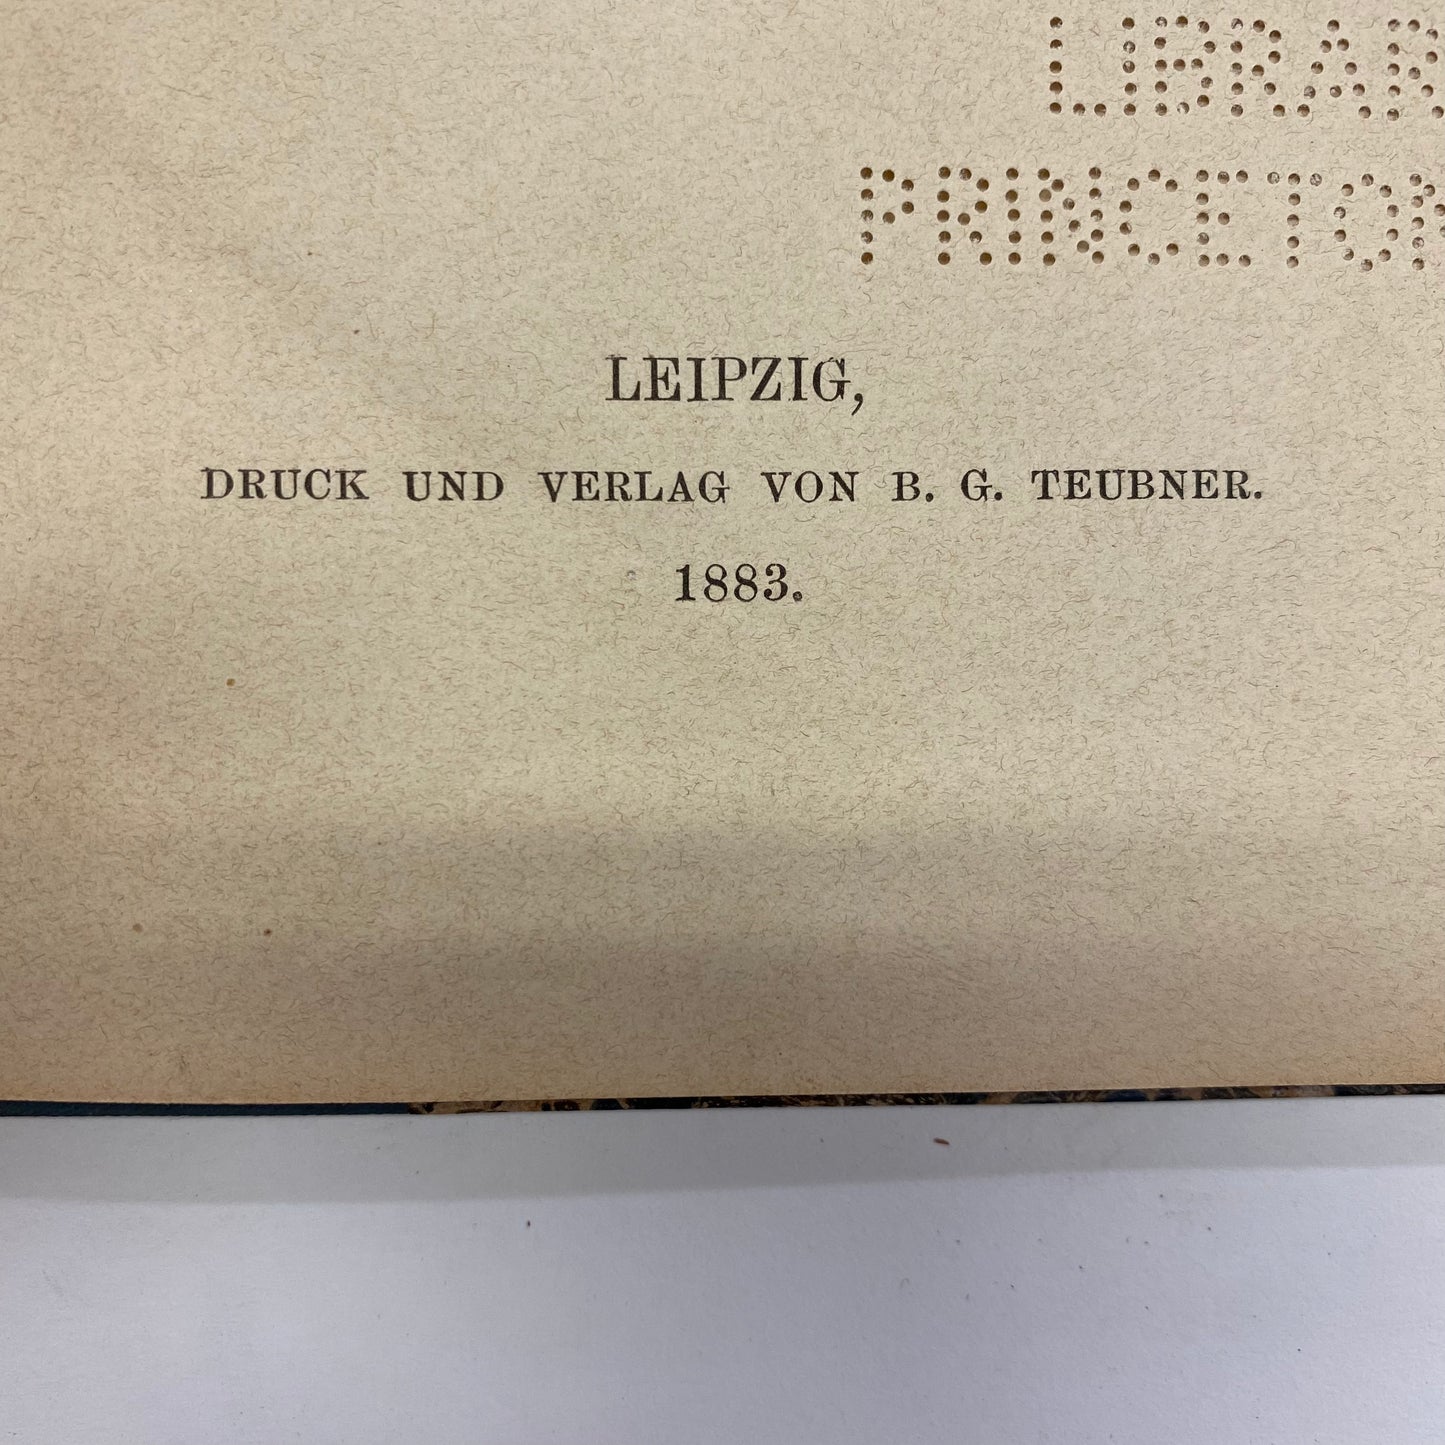 LIBRAR
PRINCETON
LEIPZIG,
DRUCK UND VERLAG VON B. G. TEUBNER.
1883.